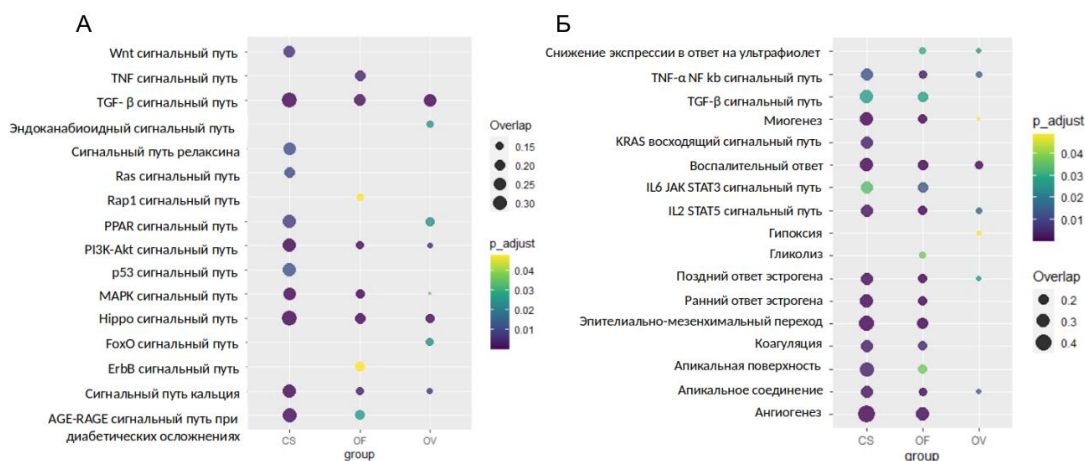 А
Wnt сигнальный путь
TNF сигнальный путь
TGF- β сигнальный путь
Эндоканабиоидный сигнальный путь
Сигнальный путь релаксина
Ras сигнальный путь
Rap1 сигнальный путь
PPAR сигнальный путь
PI3K-Akt сигнальный путь
p53 сигнальный путь
MAPK сигнальный путь
Hippo сигнальный путь
FoxO сигнальный путь
ErbB сигнальный путь
Сигнальный путь кальция
AGE-RAGE сигнальный путь при
диабетических осложнениях
CS OF OV
group
Overlap
0.15
0.20
0.25
0.30
p_adjust
0.04
0.03
0.02
0.01
Б
Снижение экспрессии в ответ на ультрафиолет
TNF-α NF kb сигнальный путь
TGF-β сигнальный путь
Миогенез
KRAS восходящий сигнальный путь
Воспалительный ответ
IL6 JAK STAT3 сигнальный путь
IL2 STAT5 сигнальный путь
Гипоксия
Гликолиз
Поздний ответ эстрогена
Ранний ответ эстрогена
Эпителиально-мезенхимальный переход
Коагуляция
Апикальная поверхность
Апикальное соединение
Ангиогенез
CS OF OV
group
p_adjust
0.04
0.03
0.02
0.01
Overlap
0.2
0.3
0.4